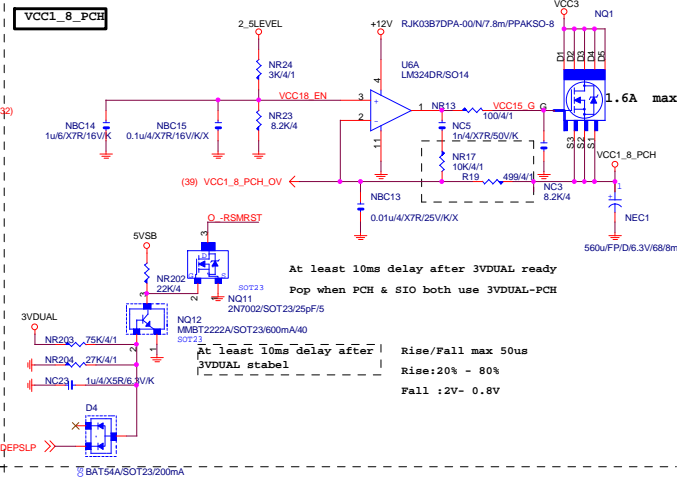 VCC1_8_PCH
2_5LEVEL
+12V
RJK03B7DPA-00/N/7.8m/PPAKSO-8
VCC3
NQ1
NR24
3K/4/1
U6A
LM324DR/SO14
D1
D2
D3
D4
D5
32)
VCC18_EN
3
4
1
2
11
NR13
100/4/1
VCC15_G
G
1.6A max
NBC14
1u/6/X7R/16V/K
NBC15
0.1u/4/X7R/16V/K/X
NR23
8.2K/4
NC5
1n/4/X7R/50V/K
S3
S2
S1
NR17
10K/4/1
VCC1_8_PCH
(39) VCC1_8_PCH_OV
R19
499/4/1
NC3
8.2K/4
NBC13
0.01u/4/X7R/25V/K/X
1
NEC1
560u/FP/D/6.3V/68/8m
O_-RSMRST
3
5VSB
D
G
S
NR202
22K/4
SOT23
2
1
NQ11
2N7002/SOT23/25pF/5
At least 10ms delay after 3VDUAL ready
Pop when PCH & SIO both use 3VDUAL-PCH
3
NQ12
MMBT2222A/SOT23/600mA/40
SOT23
3VDUAL
2
1
NR203
75K/4/1
NR204
27K/4/1
NC23
1u/4/X5R/6.3V/K
At least 10ms delay after
3VDUAL stabel
Rise/Fall max 50us
Rise:20% - 80%
Fall :2V- 0.8V
D4
DEPSLP
BAT54A/SOT23/200mA